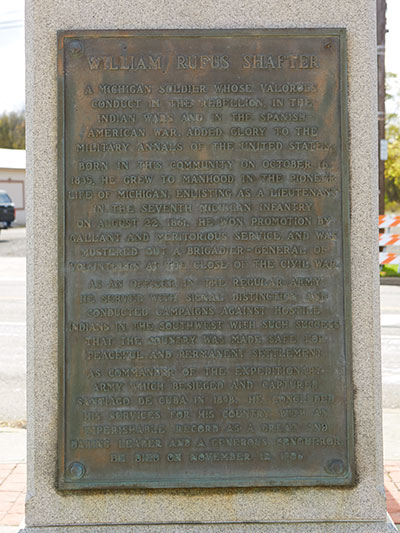 WILLIAM RUFUS SHAFTER
A MICHIGAN SOLDIER WHOSE VALOROUS
CONDUCT IN THE REBELLION, IN THE
INDIAN WARS AND IN THE SPANISH
AMERICAN WAR, ADDED GLORY TO THE
MILITARY ANNALS OF THE UNITED STATES
BORN IN THIS COMMUNITY ON OCTOBER 16,
1835, HE GREW TO MANHOOD IN THE PIONEER
LIFE OF MICHIGAN, ENLISTING AS A LIEUTENANT
IN THE SEVENTH MICHIGAN INFANTRY
ON AUGUST 22, 1861, HE WON PROMOTION BY
GALLANT AND MERITORIOUS SERVICE, AND WAS
MUSTERED OUT A BRIGADIER-GENERAL OF
VOLUNTEERS AT THE CLOSE OF THE CIVIL WAR
AS AN OFFICER IN THE REGULAR ARMY
HE SERVED WITH SIGNAL DISTINCTION AND
CONDUCTED CAMPAIGNS AGAINST HOSTILE
INDIANS IN THE SOUTHWEST WITH SUCH SUCCESS
THAT THE COUNTRY WAS MADE SAFE FOR
PEACEFUL AND PERMANENT SETTLEMENT
AS COMMANDER OF THE EXPEDITIONARY
ARMY WHICH BESIEGED AND CAPTURED
SANTIAGO DE CUBA IN 1898, HE CONCLUDED
HIS SERVICES FOR HIS COUNTRY WITH AN
IMPERISHABLE RECORD AS A GREAT AND
LEADER AND A GENEROUS CONQUEROR
HE DIED ON NOVEMBER 12, 1906